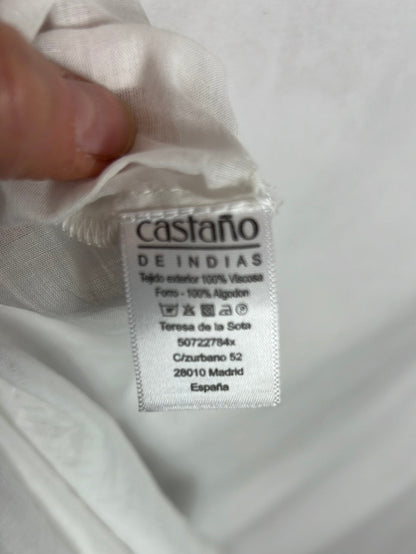 castaño
DE INDIAS
Tejido exterior 100% Viscosa
Forro - 100% Algodon
Teresa de la Sota
50722784x
C/zurbano 52
28010 Madrid
España